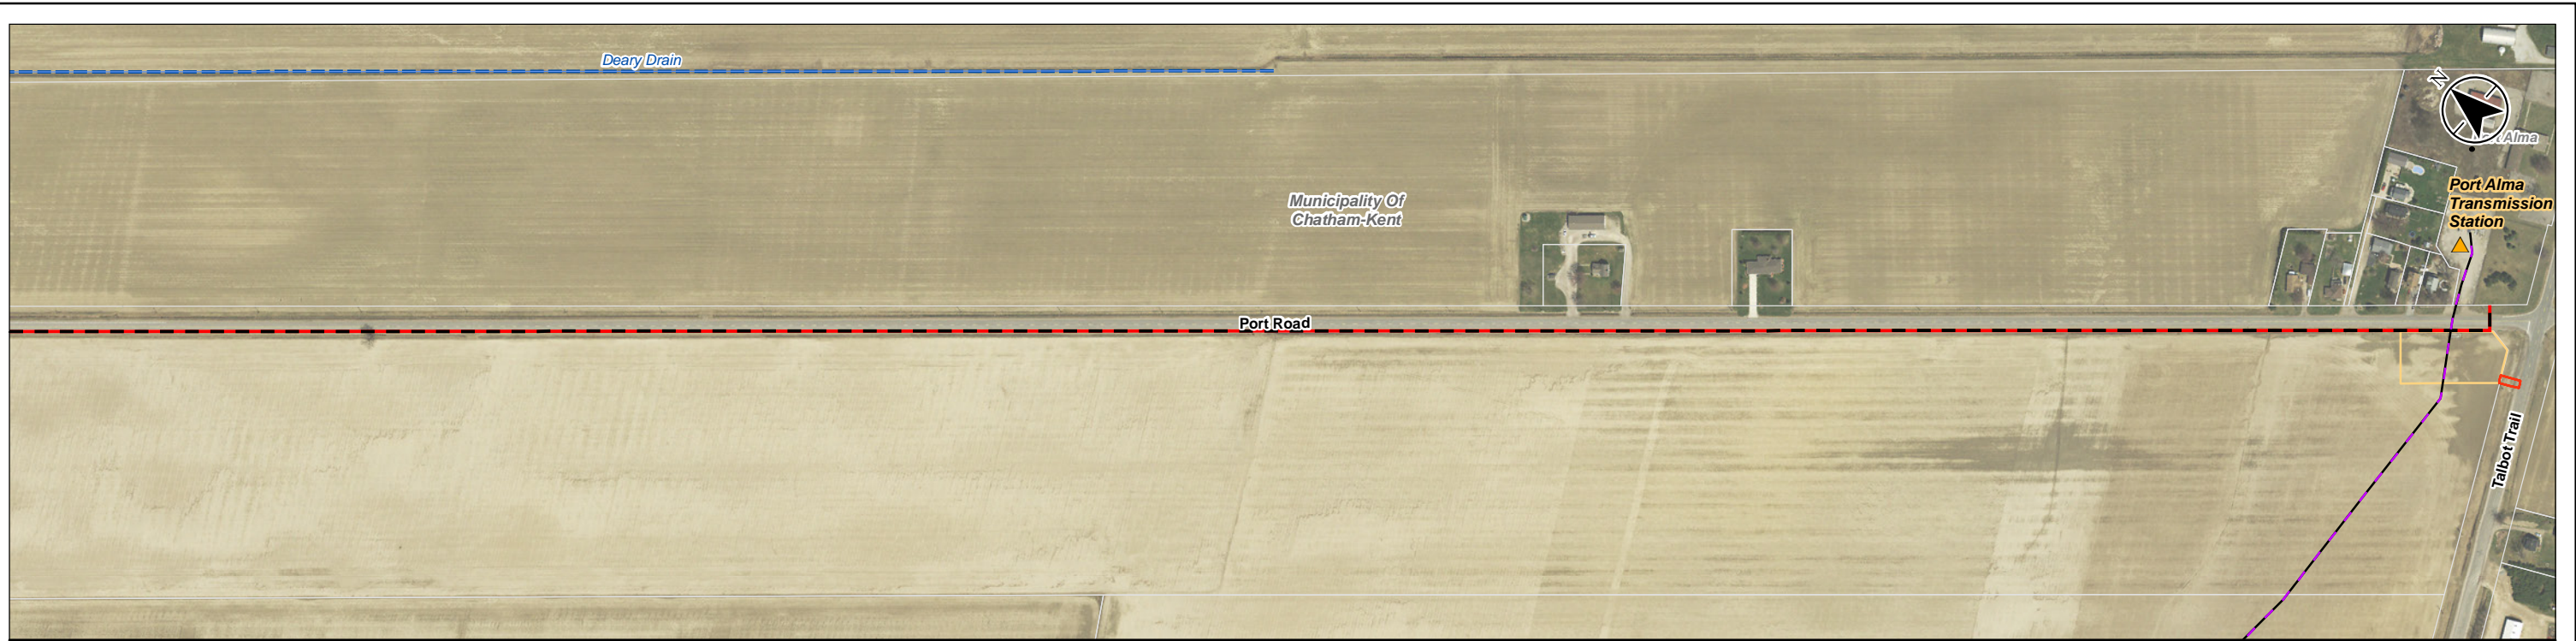 Deary Drain
N
Alma
Municipality Of
Chatham-Kent
Port Alma
Transmission
Station
Port Road
Talbot Trail